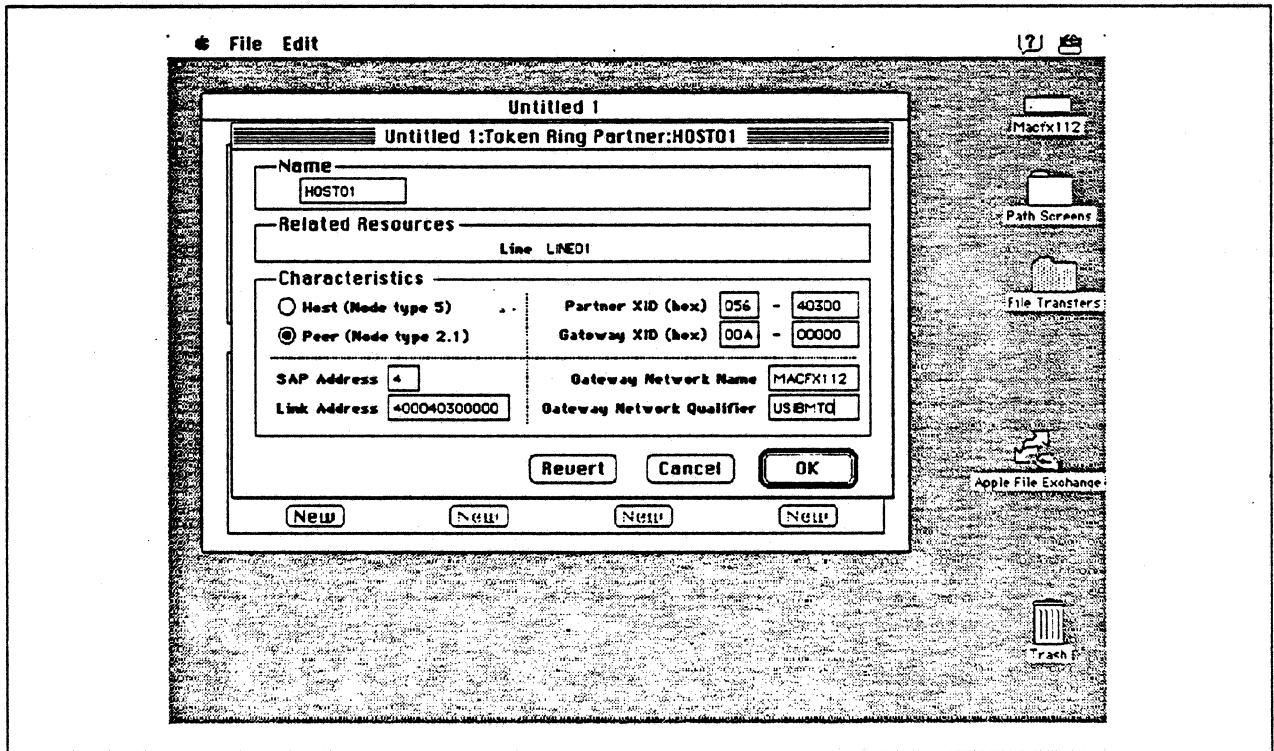 File Edit
Untitled 1
Untitled 1:Token Ring Partner:HOST01
Name
HOST01
Related Resources
Line LINE01
Characteristics
Host (Node type 5)
Peer (Node type 2.1)
Partner XID (hex) 056 - 40300
Gateway XID (hex) 00A - 00000
SAP Address 4
Link Address 400040300000
Gateway Network Name MACFX112
Gateway Network Qualifier USIBMTO
Revert Cancel OK
New New New New
Macfx112
Path Screens
File Transfers
Apple File Exchange
Trash